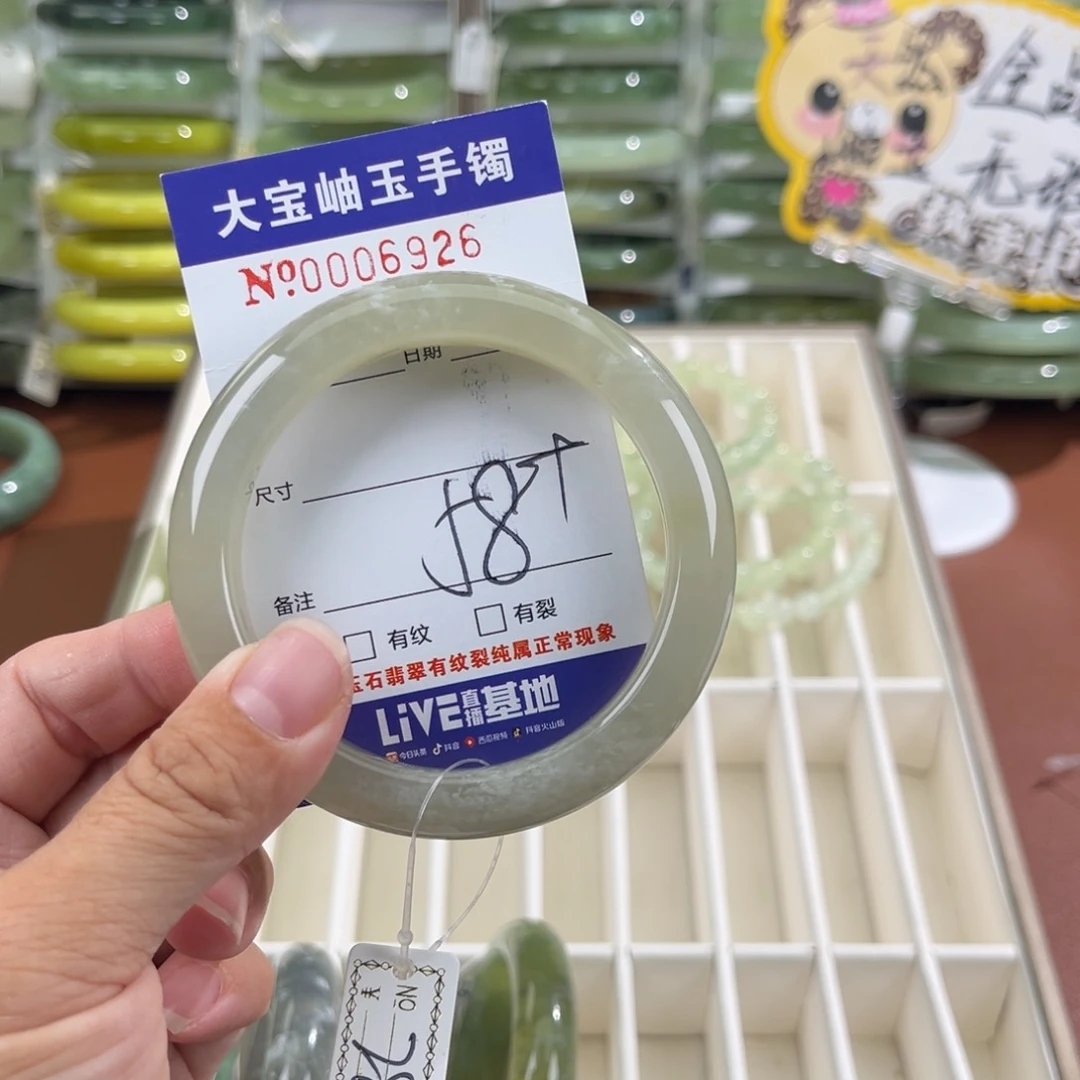 大宝岫玉手镯
Nº0006926
日期
尺寸
58
备注
有纹 有裂
玉石翡翠有纹裂纯属正常现象
LiVE直播基地
今日头条 抖音 西瓜视频 抖音火山版
NO